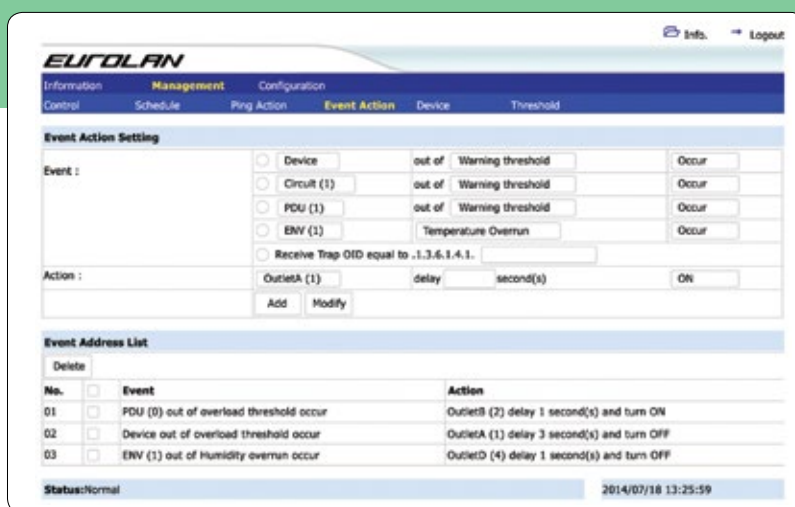 Info. Logout
EUROLAN
Information Management Configuration
Control Schedule Ping Action Event Action Device Threshold
Event Action Setting
Event :
Device out of Warning threshold Occur
Circuit (1) out of Warning threshold Occur
PDU (1) out of Warning threshold Occur
ENV (1) Temperature Overrun Occur
Receive Trap OID equal to .1.3.6.1.4.1.
Action : OutletA (1) delay second(s) ON
Add Modify
Event Address List
Delete
No. Event Action
01 PDU (0) out of overload threshold occur OutletB (2) delay 1 second(s) and turn ON
02 Device out of overload threshold occur OutletA (1) delay 3 second(s) and turn OFF
03 ENV (1) out of Humidity overrun occur OutletD (4) delay 1 second(s) and turn OFF
Status:Normal 2014/07/18 13:25:59